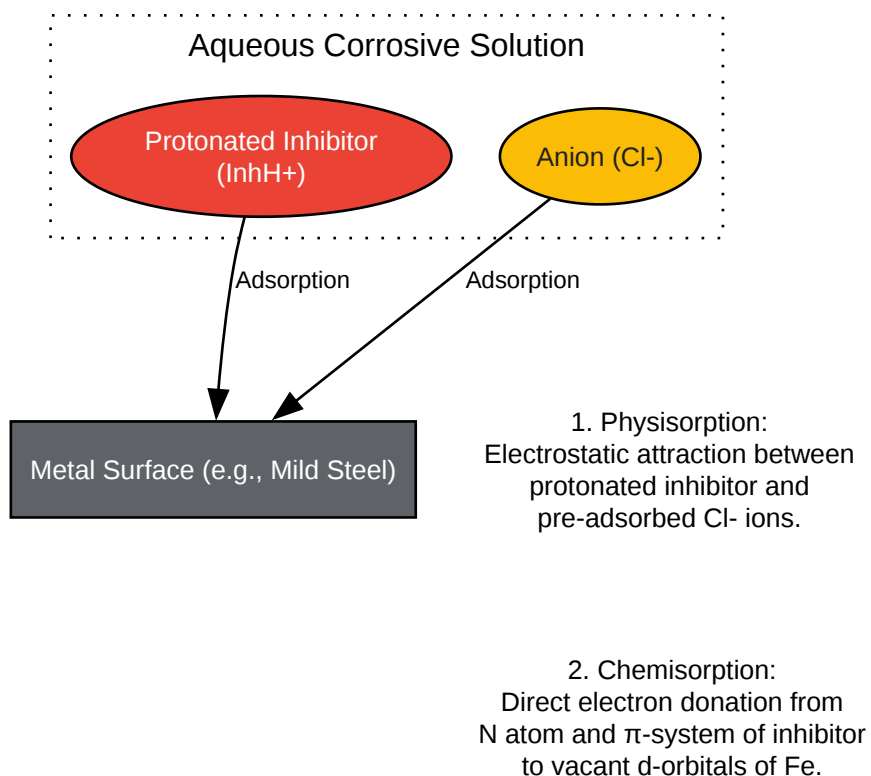 Aqueous Corrosive Solution
Protonated Inhibitor
(InhH+)
Anion (Cl-)
Adsorption
Adsorption
Metal Surface (e.g., Mild Steel)
1. Physisorption:
Electrostatic attraction between
protonated inhibitor and
pre-adsorbed Cl- ions.
2. Chemisorption:
Direct electron donation from
N atom and π-system of inhibitor
to vacant d-orbitals of Fe.